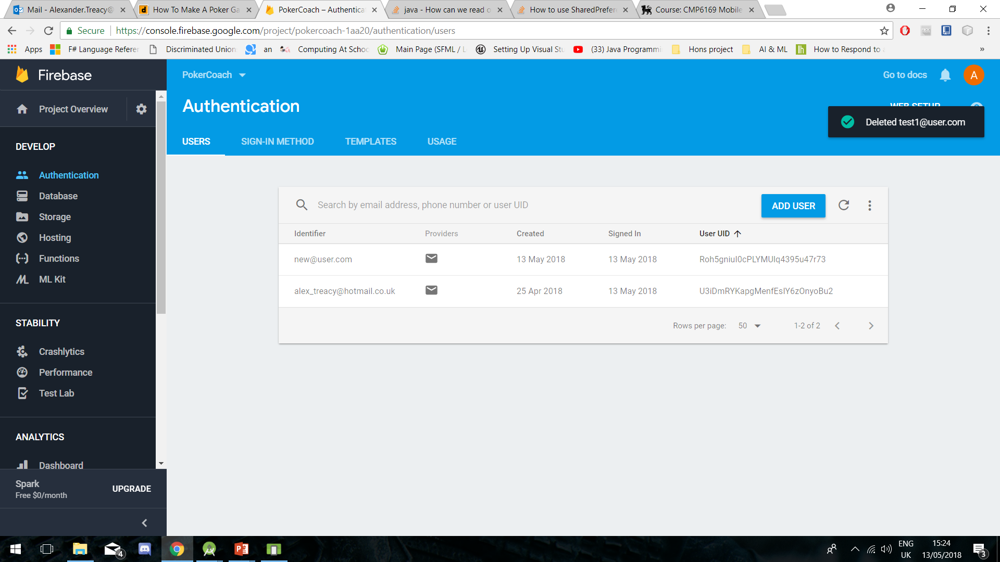 Mail - Alexander.Treacy@
How To Make A Poker Ga
PokerCoach – Authenticat
java - How can we read o
How to use SharedPrefer
Course: CMP6169 Mobile
Secure
https://console.firebase.google.com/project/pokercoach-1aa20/authentication/users
Apps
F# Language Referen
Discriminated Union
an
Computing At Schoo
Main Page (SFML / L
Setting Up Visual Stu
(33) Java Programmi
Hons project
AI & ML
lh
How to Respond to a
»
Firebase
PokerCoach
Go to docs
A
Project Overview
Authentication
WEB SETUP
Deleted test1@user.com
USERS
SIGN-IN METHOD
TEMPLATES
USAGE
DEVELOP
Authentication
Database
Storage
Hosting
Functions
ML Kit
STABILITY
Crashlytics
Performance
Test Lab
ANALYTICS
Dashboard
Spark
Free $0/month
UPGRADE
Search by email address, phone number or user UID
ADD USER
Identifier
Providers
Created
Signed In
User UID
new@user.com
13 May 2018
13 May 2018
Roh5gniuI0cPLYMUIq4395u47r73
alex_treacy@hotmail.co.uk
25 Apr 2018
13 May 2018
U3iDmRYKapgMenfEsIY6zOnyoBu2
Rows per page:
50
1-2 of 2
4
ENG
UK
15:24
13/05/2018
3